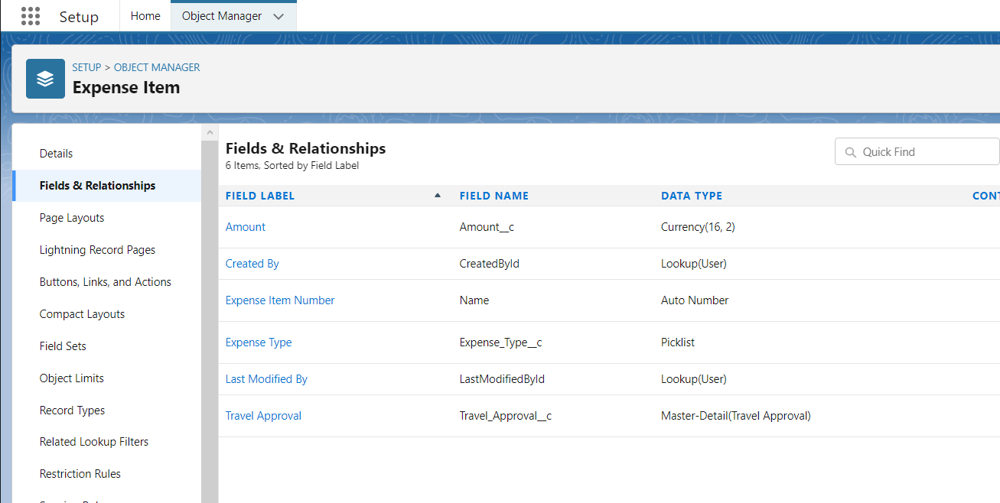 Setup
Home
Object Manager
SETUP > OBJECT MANAGER
Expense Item
Details
Fields & Relationships
Page Layouts
Lightning Record Pages
Buttons, Links, and Actions
Compact Layouts
Field Sets
Object Limits
Record Types
Related Lookup Filters
Restriction Rules
Fields & Relationships
6 Items, Sorted by Field Label
Quick Find
FIELD LABEL FIELD NAME DATA TYPE
Amount Amount__c Currency(16, 2)
Created By CreatedById Lookup(User)
Expense Item Number Name Auto Number
Expense Type Expense_Type__c Picklist
Last Modified By LastModifiedById Lookup(User)
Travel Approval Travel_Approval__c Master-Detail(Travel Approval)